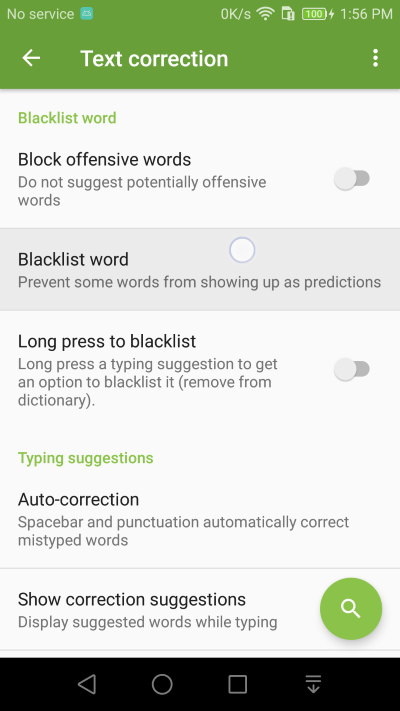 No service 0K/s 100 1:56 PM
Text correction
Blacklist word
Block offensive words
Do not suggest potentially offensive
words
Blacklist word
Prevent some words from showing up as predictions
Long press to blacklist
Long press a typing suggestion to get
an option to blacklist it (remove from
dictionary).
Typing suggestions
Auto-correction
Spacebar and punctuation automatically correct
mistyped words
Show correction suggestions
Display suggested words while typing